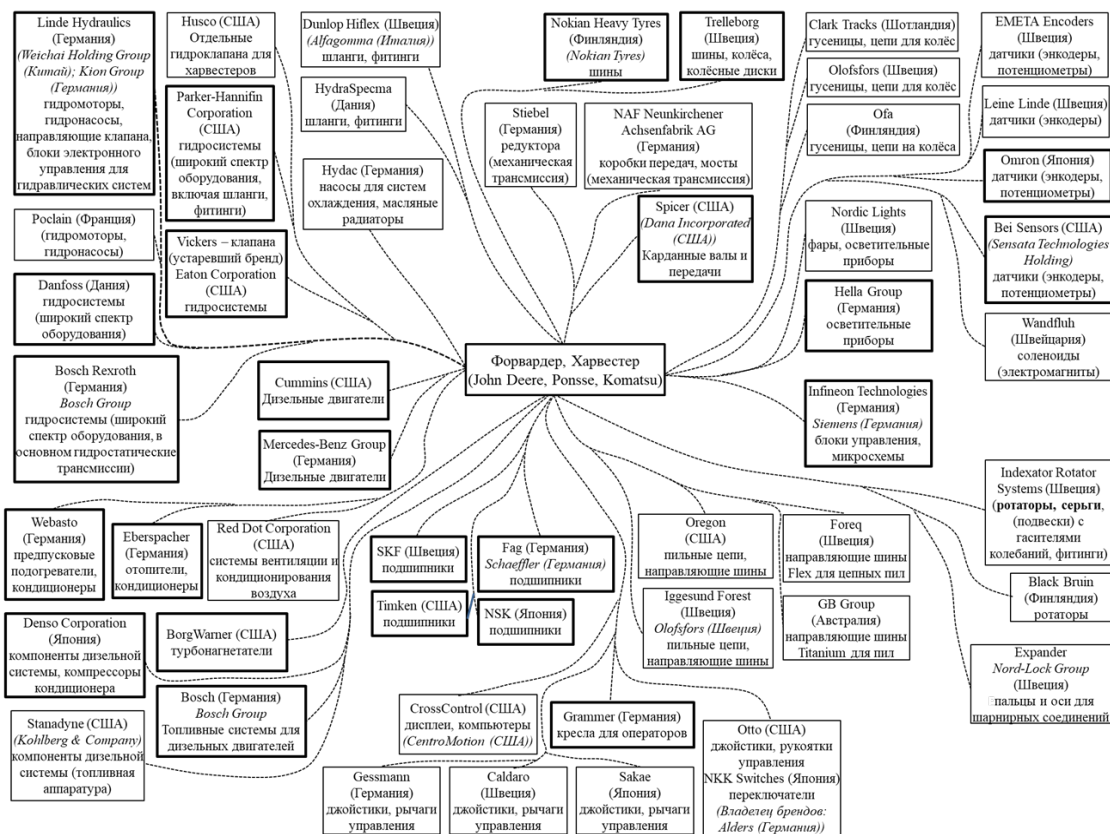 Linde Hydraulics
(Германия)
(Weichai Holding Group
(Китай); Kion Group
(Германия))
гидромоторы,
гидронасосы,
направляющие клапана,
блоки электронного
управления для
гидравлических систем
Husco (США)
Отдельные
гидроклапана для
харвестеров
Dunlop Hiflex (Швеция)
(Alfagomma (Италия))
шланги, фитинги
Nokian Heavy Tyres
(Финляндия)
(Nokian Tyres)
шины
Trelleborg
(Швеция)
шины, колёса,
колёсные диски
Clark Tracks (Шотландия)
гусеницы, цепи для колёс
EMETA Encoders
(Швеция)
датчики (энкодеры,
потенциометры)
Parker-Hannifin
Corporation
(США)
гидросистемы
(широкий спектр
оборудования,
включая шланги,
фитинги)
HydraSpecma
(Дания)
шланги, фитинги
Stiebel
(Германия)
редуктора
(механическая
трансмиссия)
NAF Neunkirchener
Achsenfabrik AG
(Германия)
коробки передач, мосты
(механическая трансмиссия)
Olofsfors (Швеция)
гусеницы, цепи для колёс
Leine Linde (Швеция)
датчики (энкодеры)
Ofa
(Финляндия)
гусеницы, цепи на колёса
Omron (Япония)
датчики (энкодеры,
потенциометры)
Hydac (Германия)
насосы для систем
охлаждения, масляные
радиаторы
Spicer (США)
(Dana Incorporated
(США))
Карданные валы и
передачи
Nordic Lights
(Швеция)
фары, осветительные
приборы
Bei Sensors (США)
(Sensata Technologies
Holding)
датчики (энкодеры,
потенциометры)
Poclain (Франция)
(гидромоторы,
гидронасосы)
Vickers – клапана
(устаревший бренд)
Eaton Corporation
(США)
гидросистемы
Danfoss (Дания)
гидросистемы
(широкий спектр
оборудования)
Hella Group
(Германия)
осветительные
приборы
Wandfluh
(Швейцария)
соленоиды
(электромагниты)
Форвардер, Харвестер
(John Deere, Ponsse, Komatsu)
Bosch Rexroth
(Германия)
Bosch Group
гидросистемы (широкий
спектр оборудования, в
основном гидростатические
трансмиссии)
Cummins (США)
Дизельные двигатели
Infineon Technologies
(Германия)
Siemens (Германия)
блоки управления,
микросхемы
Mercedes-Benz Group
(Германия)
Дизельные двигатели
Indexator Rotator
Systems (Швеция)
(ротаторы, серьги,
(подвески) с
гасителями
колебаний, фитинги)
Webasto
(Германия)
предпусковые
подогреватели,
кондиционеры
Eberspacher
(Германия)
отопители,
кондиционеры
Red Dot Corporation
(США)
системы вентиляции и
кондиционирования
воздуха
SKF (Швеция)
подшипники
Fag (Германия)
Schaeffler (Германия)
подшипники
Oregon
(США)
пильные цепи,
направляющие шины
Foreq
(Швеция)
направляющие шины
Flex для цепных пил
Black Bruin
(Финляндия)
ротаторы
Timken (США)
подшипники
NSK (Япония)
подшипники
Iggesund Forest
(Швеция)
Olofsfors (Швеция)
пильные цепи,
направляющие шины
GB Group
(Австралия)
направляющие шины
Titanium для пил
Denso Corporation
(Япония)
компоненты дизельной
системы, компрессоры
кондиционера
BorgWarner (США)
турбонагнетатели
Expander
Nord-Lock Group
(Швеция)
пальцы и оси для
шарнирных соединений
Bosch (Германия)
Bosch Group
Топливные системы для
дизельных двигателей
CrossControl (США)
дисплеи, компьютеры
(CentroMotion (США))
Grammer (Германия)
кресла для операторов
Otto (США)
джойстики, рукоятки
управления
NKK Switches (Япония)
переключатели
(Владелец брендов:
Alders (Германия))
Stanadyne (США)
(Kohlberg & Company)
компоненты дизельной
системы (топливная
аппаратура)
Gessmann
(Германия)
джойстики, рычаги
управления
Caldaro
(Швеция)
джойстики, рычаги
управления
Sakae
(Япония)
джойстики, рычаги
управления